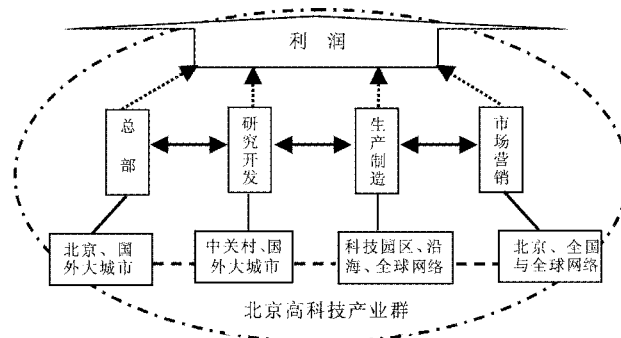 利 润
总
部
研
究
开
发
生
产
制
造
市
场
营
销
北京、国
外大城市
中关村、国
外大城市
科技园区、沿
海、全球网络
北京、全国
与全球网络
北京高科技产业群